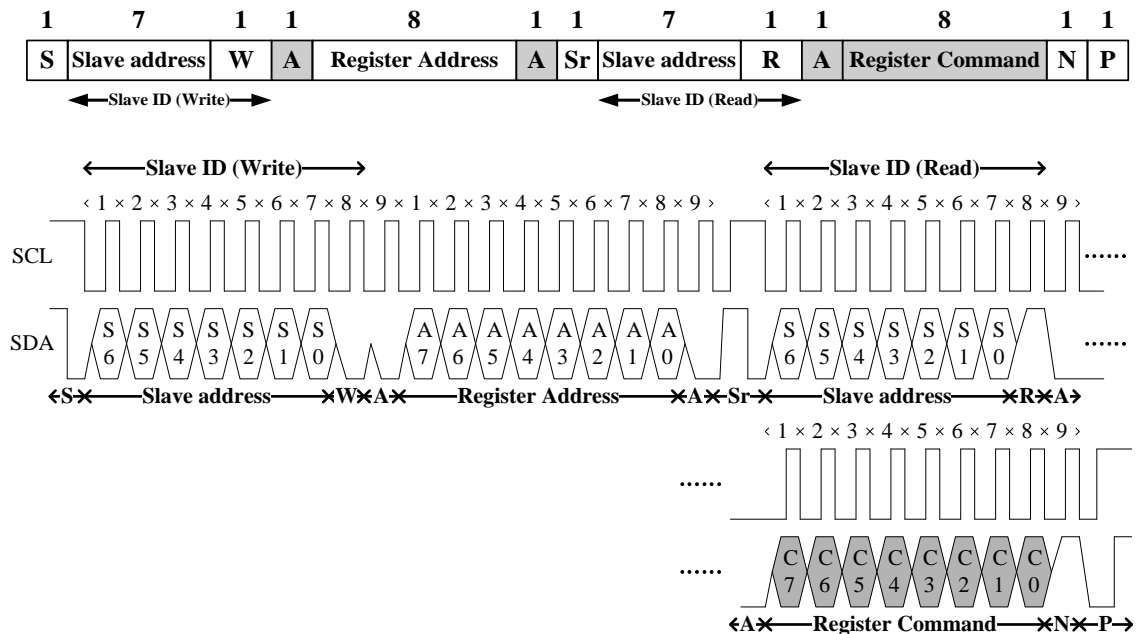 1 7 1 1 8 1 1 7 1 1 8 1 1
S Slave address W A Register Address A Sr Slave address R A Register Command N P
Slave ID (Write) Slave ID (Read)
Slave ID (Write) Slave ID (Read)
‹ 1 × 2 × 3 × 4 × 5 × 6 × 7 × 8 × 9 × 1 × 2 × 3 × 4 × 5 × 6 × 7 × 8 × 9 › ‹ 1 × 2 × 3 × 4 × 5 × 6 × 7 × 8 × 9 ›
SCL ......
SDA S6 S5 S4 S3 S2 S1 S0 A7 A6 A5 A4 A3 A2 A1 A0 S6 S5 S4 S3 S2 S1 S0 ......
S Slave address W A Register Address A Sr Slave address R A
‹ 1 × 2 × 3 × 4 × 5 × 6 × 7 × 8 × 9 ›
......
...... C7 C6 C5 C4 C3 C2 C1 C0
A Register Command N P